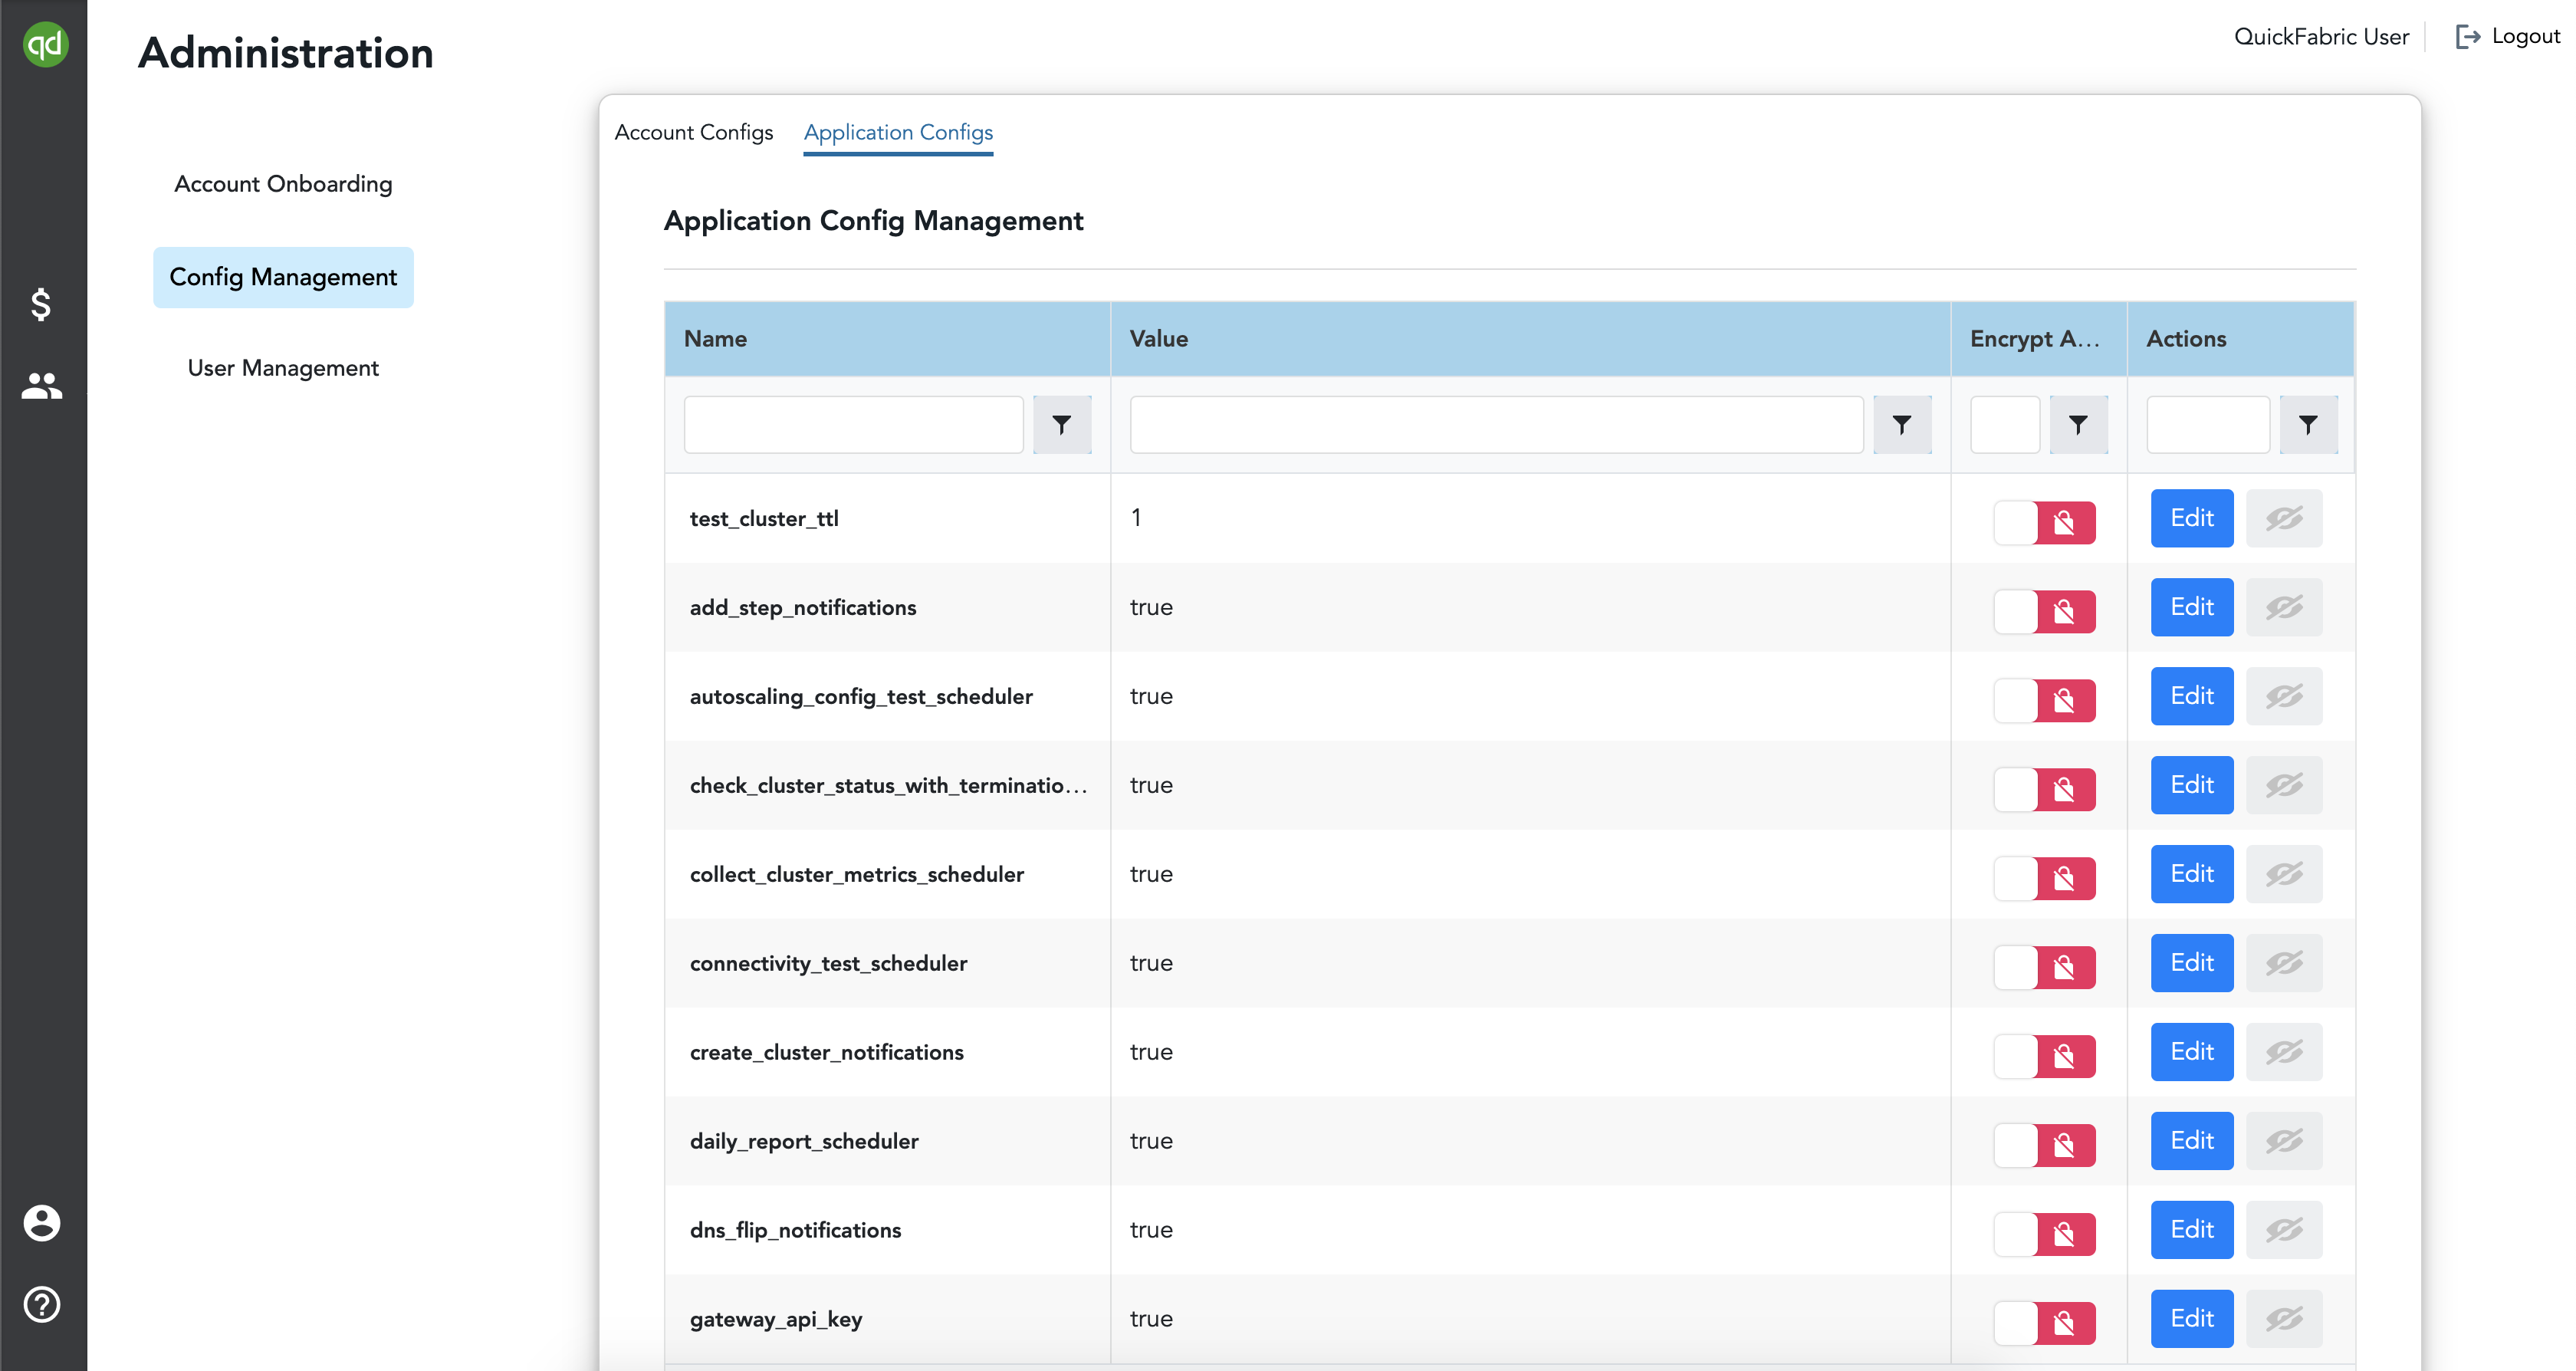 qd
Administration
QuickFabric User
Logout
Account Onboarding
Config Management
User Management
Account Configs
Application Configs
Application Config Management
Name Value Encrypt A... Actions
test_cluster_ttl 1 Edit
add_step_notifications true Edit
autoscaling_config_test_scheduler true Edit
check_cluster_status_with_terminatio... true Edit
collect_cluster_metrics_scheduler true Edit
connectivity_test_scheduler true Edit
create_cluster_notifications true Edit
daily_report_scheduler true Edit
dns_flip_notifications true Edit
gateway_api_key true Edit